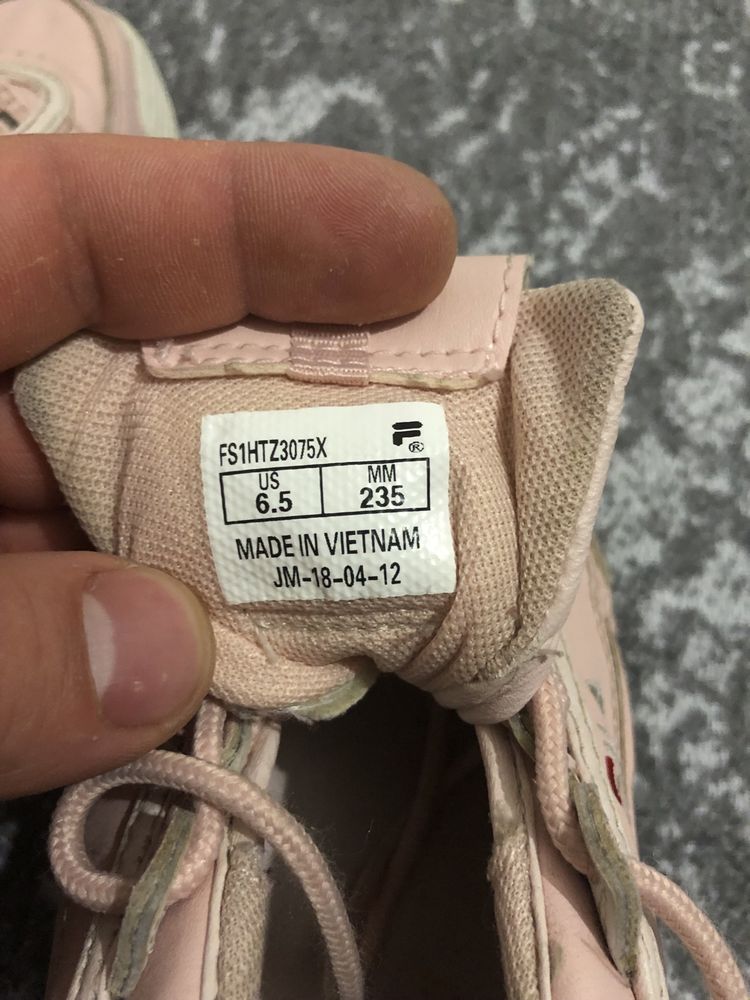 FS1HTZ3075X
F®
US MM
6.5 235
MADE IN VIETNAM
JM-18-04-12